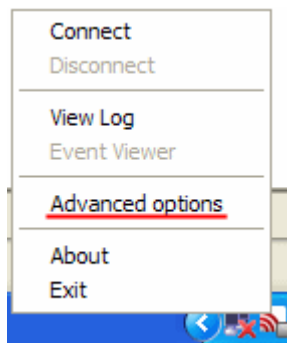 Connect
Disconnect
View Log
Event Viewer
Advanced options
About
Exit